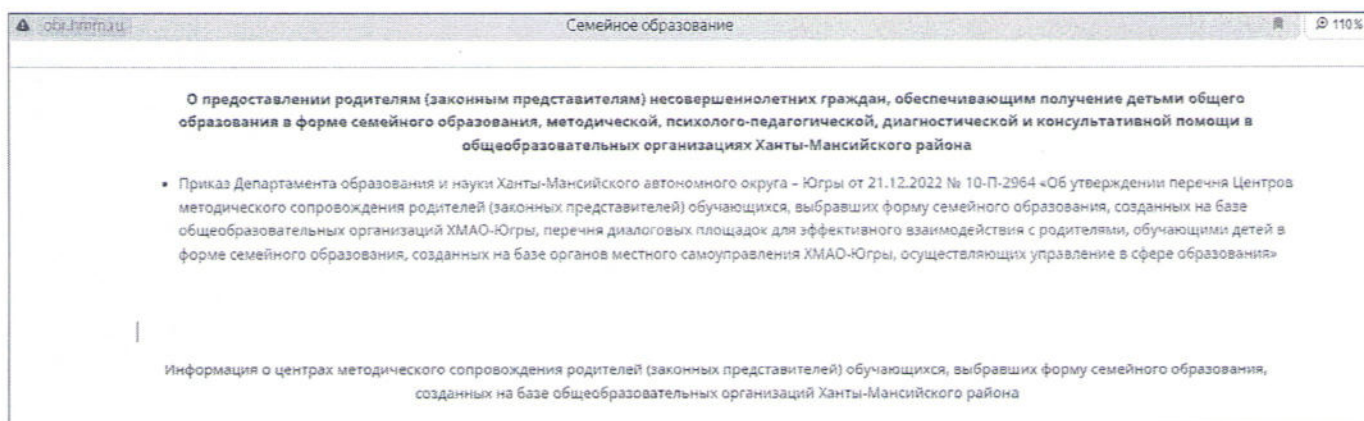 obr.hmrn.ru Семейное образование 110%
О предоставлении родителям (законным представителям) несовершеннолетних граждан, обеспечивающим получение детьми общего
образования в форме семейного образования, методической, психолого-педагогической, диагностической и консультативной помощи в
общеобразовательных организациях Ханты-Мансийского района
• Приказ Департамента образования и науки Ханты-Мансийского автономного округа – Югры от 21.12.2022 № 10-П-2964 «Об утверждении перечня Центров
методического сопровождения родителей (законных представителей) обучающихся, выбравших форму семейного образования, созданных на базе
общеобразовательных организаций ХМАО-Югры, перечня диалоговых площадок для эффективного взаимодействия с родителями, обучающими детей в
форме семейного образования, созданных на базе органов местного самоуправления ХМАО-Югры, осуществляющих управление в сфере образования»
Информация о центрах методического сопровождения родителей (законных представителей) обучающихся, выбравших форму семейного образования,
созданных на базе общеобразовательных организаций Ханты-Мансийского района